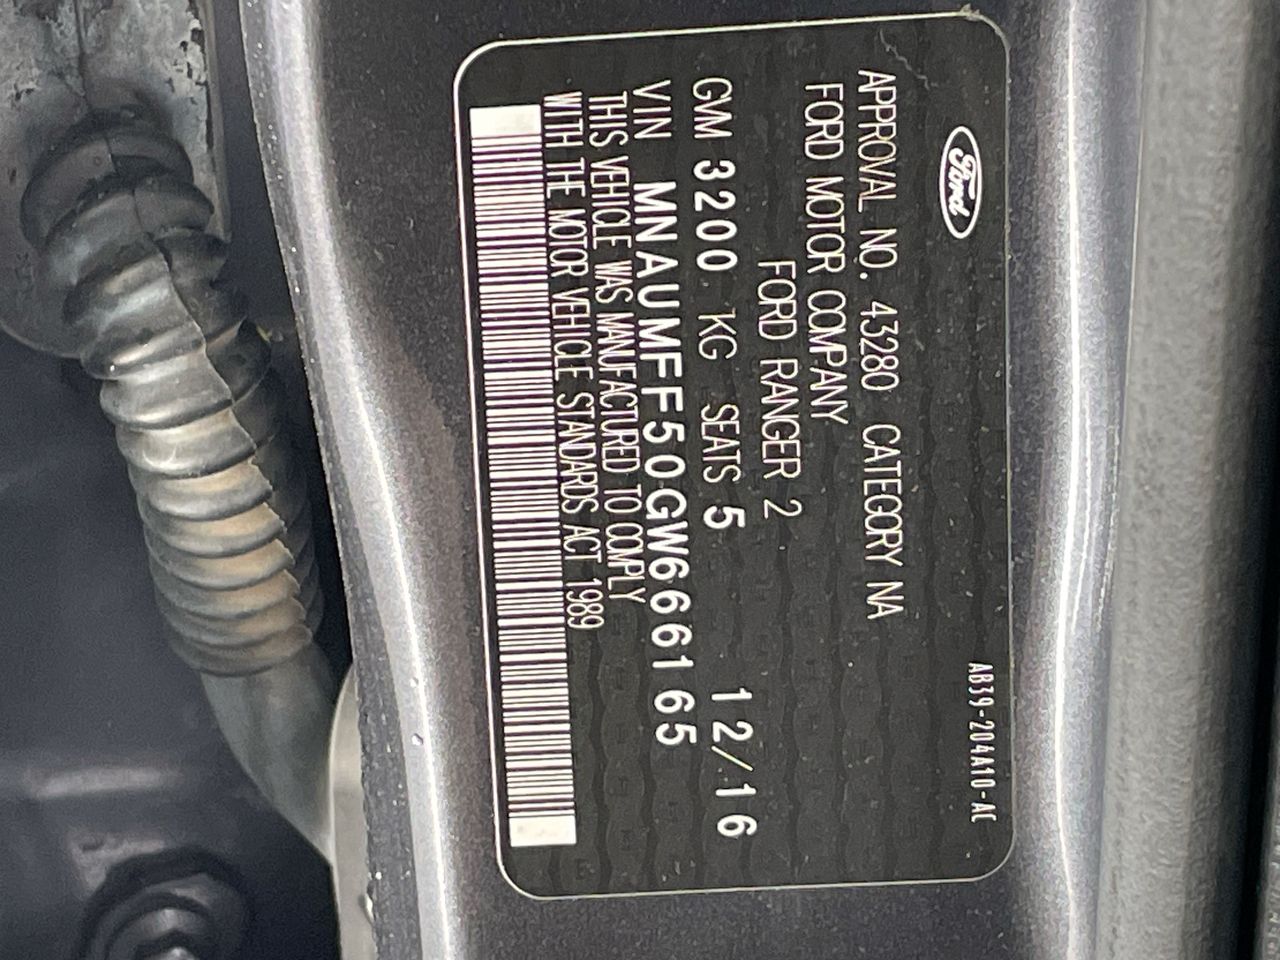 Ford
AB39-204A10-AC
APPROVAL NO. 43280 CATEGORY NA
FORD MOTOR COMPANY
FORD RANGER 2
GVM 3200 KG SEATS 5 12/16
VIN MNAUMFF50GW666165
THIS VEHICLE WAS MANUFACTURED TO COMPLY
WITH THE MOTOR VEHICLE STANDARDS ACT 1989